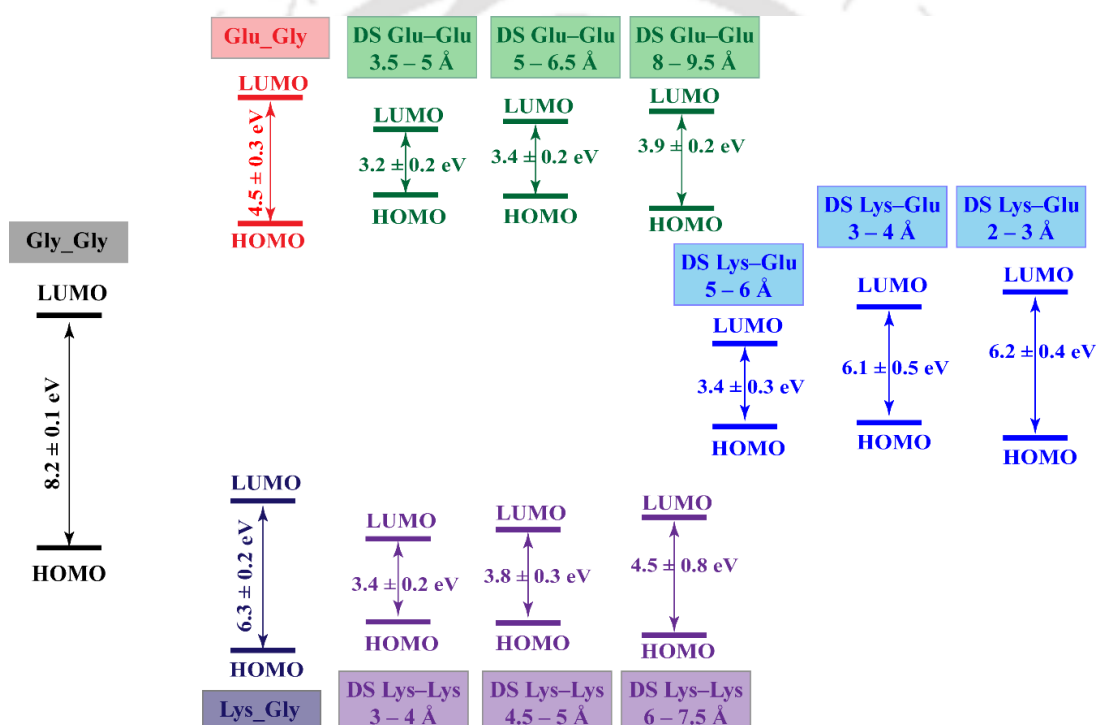 Glu_Gly
LUMO
4.5 ± 0.3 eV
HOMO
DS Glu–Glu
3.5 – 5 Å
LUMO
3.2 ± 0.2 eV
HOMO
DS Glu–Glu
5 – 6.5 Å
LUMO
3.4 ± 0.2 eV
HOMO
DS Glu–Glu
8 – 9.5 Å
LUMO
3.9 ± 0.2 eV
HOMO
Gly_Gly
LUMO
8.2 ± 0.1 eV
HOMO
DS Lys–Glu
5 – 6 Å
LUMO
3.4 ± 0.3 eV
HOMO
DS Lys–Glu
3 – 4 Å
LUMO
6.1 ± 0.5 eV
HOMO
DS Lys–Glu
2 – 3 Å
LUMO
6.2 ± 0.4 eV
HOMO
LUMO
6.3 ± 0.2 eV
HOMO
Lys_Gly
LUMO
3.4 ± 0.2 eV
HOMO
DS Lys–Lys
3 – 4 Å
LUMO
3.8 ± 0.3 eV
HOMO
DS Lys–Lys
4.5 – 5 Å
LUMO
4.5 ± 0.8 eV
HOMO
DS Lys–Lys
6 – 7.5 Å